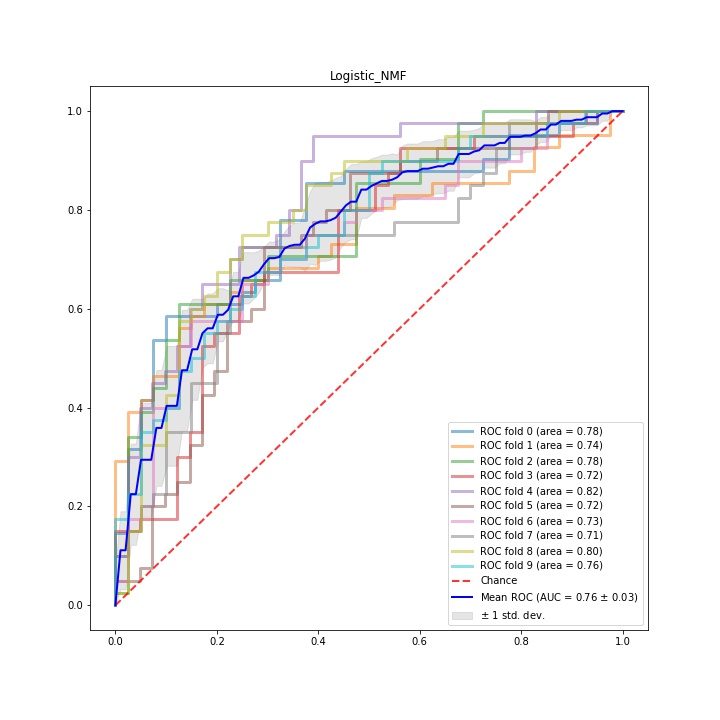 Logistic_NMF
1.0
0.8
0.6
0.4
0.2
0.0
ROC fold 0 (area = 0.78)
ROC fold 1 (area = 0.74)
ROC fold 2 (area = 0.78)
ROC fold 3 (area = 0.72)
ROC fold 4 (area = 0.82)
ROC fold 5 (area = 0.72)
ROC fold 6 (area = 0.73)
ROC fold 7 (area = 0.71)
ROC fold 8 (area = 0.80)
ROC fold 9 (area = 0.76)
Chance
Mean ROC (AUC = 0.76 ± 0.03)
± 1 std. dev.
0.0 0.2 0.4 0.6 0.8 1.0